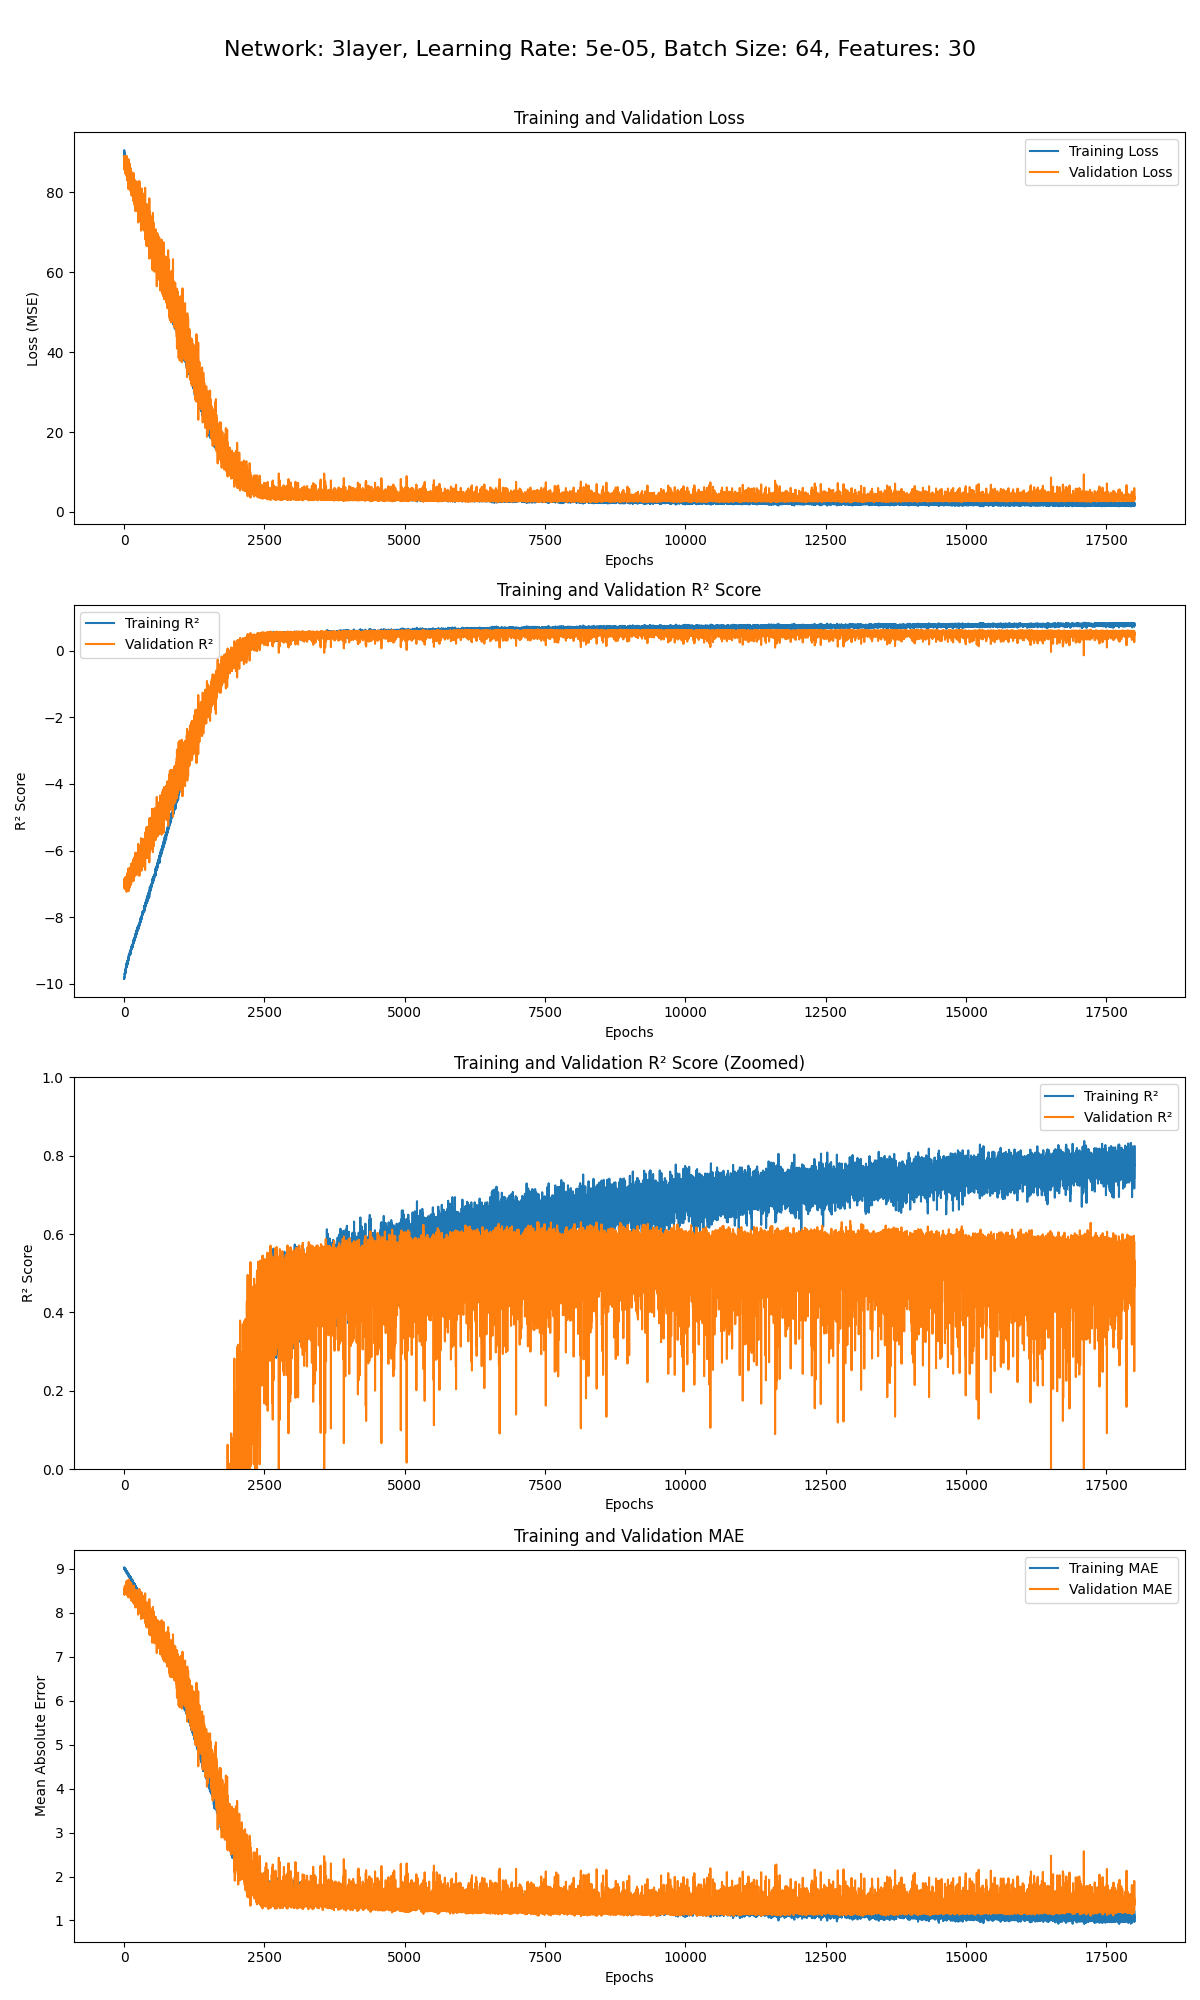 Network: 3layer, Learning Rate: 5e-05, Batch Size: 64, Features: 30
Training and Validation Loss
Training Loss
Validation Loss
80
60
40
20
0
Loss (MSE)
0 2500 5000 7500 10000 12500 15000 17500
Epochs
Training and Validation R² Score
Training R²
Validation R²
0
−2
−4
−6
−8
−10
R² Score
0 2500 5000 7500 10000 12500 15000 17500
Epochs
Training and Validation R² Score (Zoomed)
Training R²
Validation R²
1.0
0.8
0.6
0.4
0.2
0.0
R² Score
0 2500 5000 7500 10000 12500 15000 17500
Epochs
Training and Validation MAE
Training MAE
Validation MAE
9
8
7
6
5
4
3
2
1
Mean Absolute Error
0 2500 5000 7500 10000 12500 15000 17500
Epochs